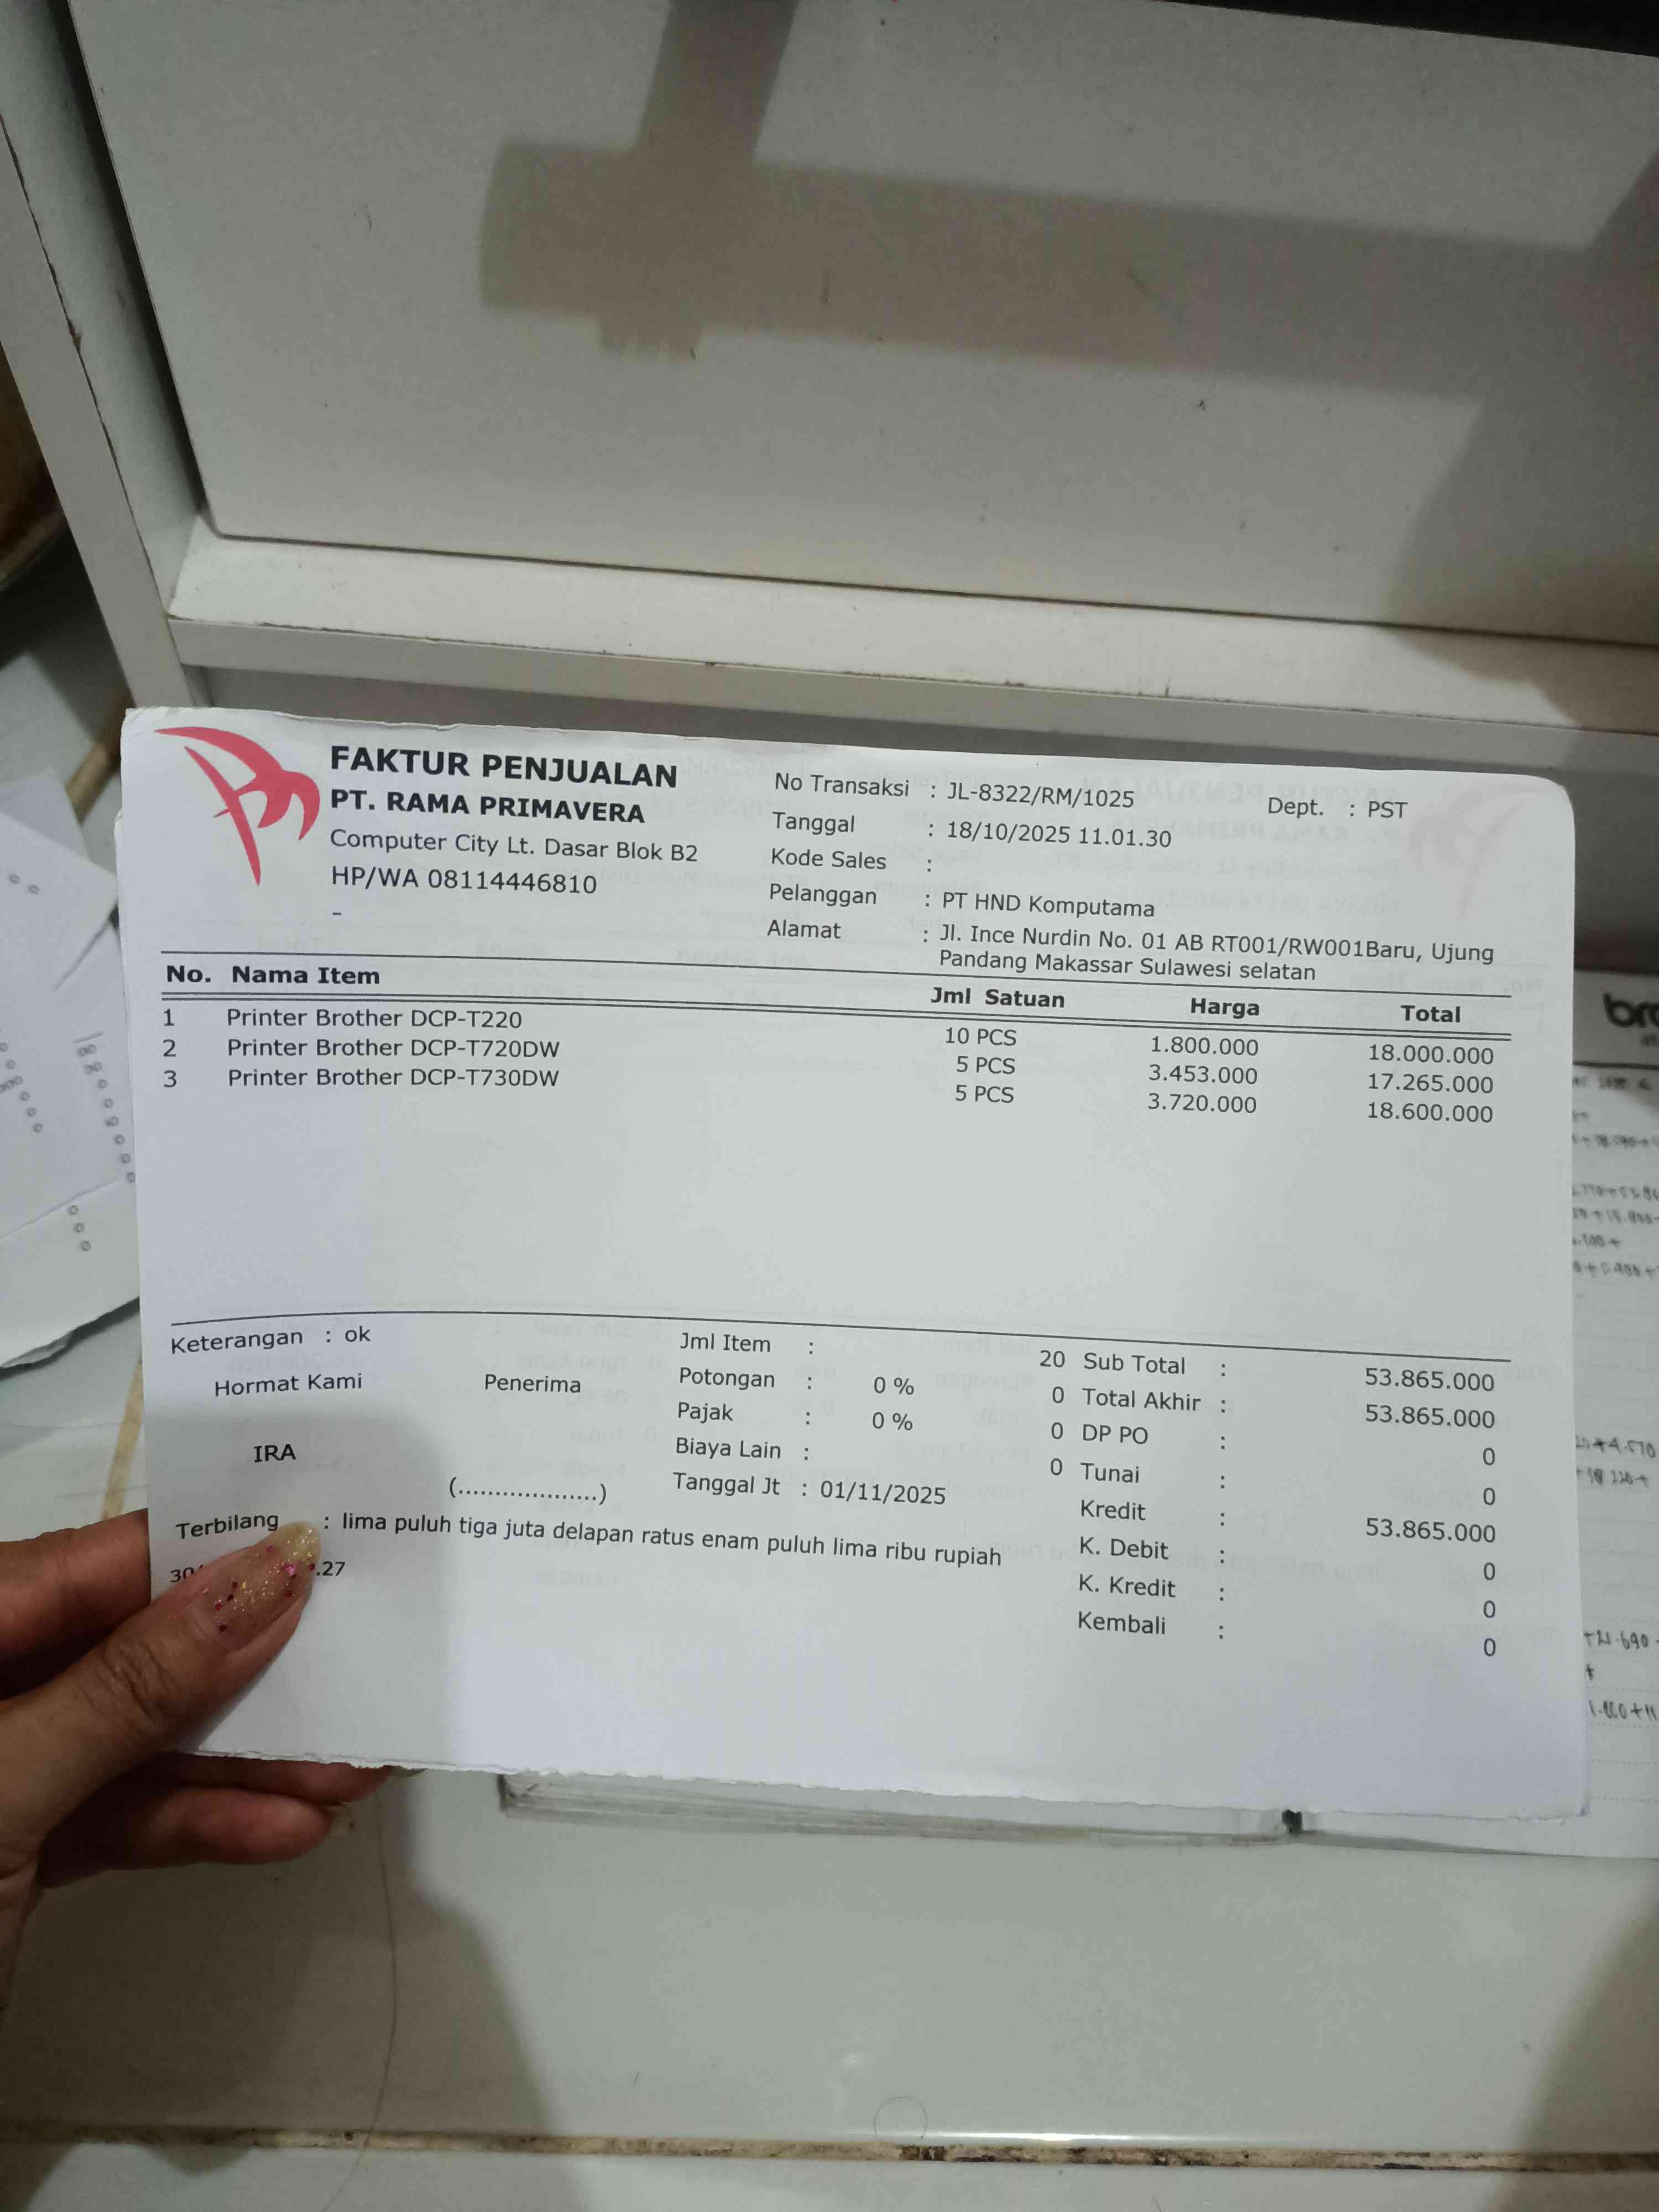 FAKTUR PENJUALAN
PT. RAMA PRIMAVERA
Computer City Lt. Dasar Blok B2
HP/WA 08114446810
-
No Transaksi : JL-8322/RM/1025 Dept. : PST
Tanggal : 18/10/2025 11.01.30
Kode Sales :
Pelanggan : PT HND Komputama
Alamat : Jl. Ince Nurdin No. 01 AB RT001/RW001Baru, Ujung
Pandang Makassar Sulawesi selatan
No. Nama Item Jml Satuan Harga Total
1 Printer Brother DCP-T220 10 PCS 1.800.000 18.000.000
2 Printer Brother DCP-T720DW 5 PCS 3.453.000 17.265.000
3 Printer Brother DCP-T730DW 5 PCS 3.720.000 18.600.000
Keterangan : ok
Hormat Kami Penerima
IRA
(...................)
Jml Item : 20
Potongan : 0 % 0
Pajak : 0 % 0
Biaya Lain : 0
Tanggal Jt : 01/11/2025
Sub Total : 53.865.000
Total Akhir : 53.865.000
DP PO : 0
Tunai : 0
Kredit : 53.865.000
K. Debit : 0
K. Kredit : 0
Kembali : 0
Terbilang : lima puluh tiga juta delapan ratus enam puluh lima ribu rupiah
.27